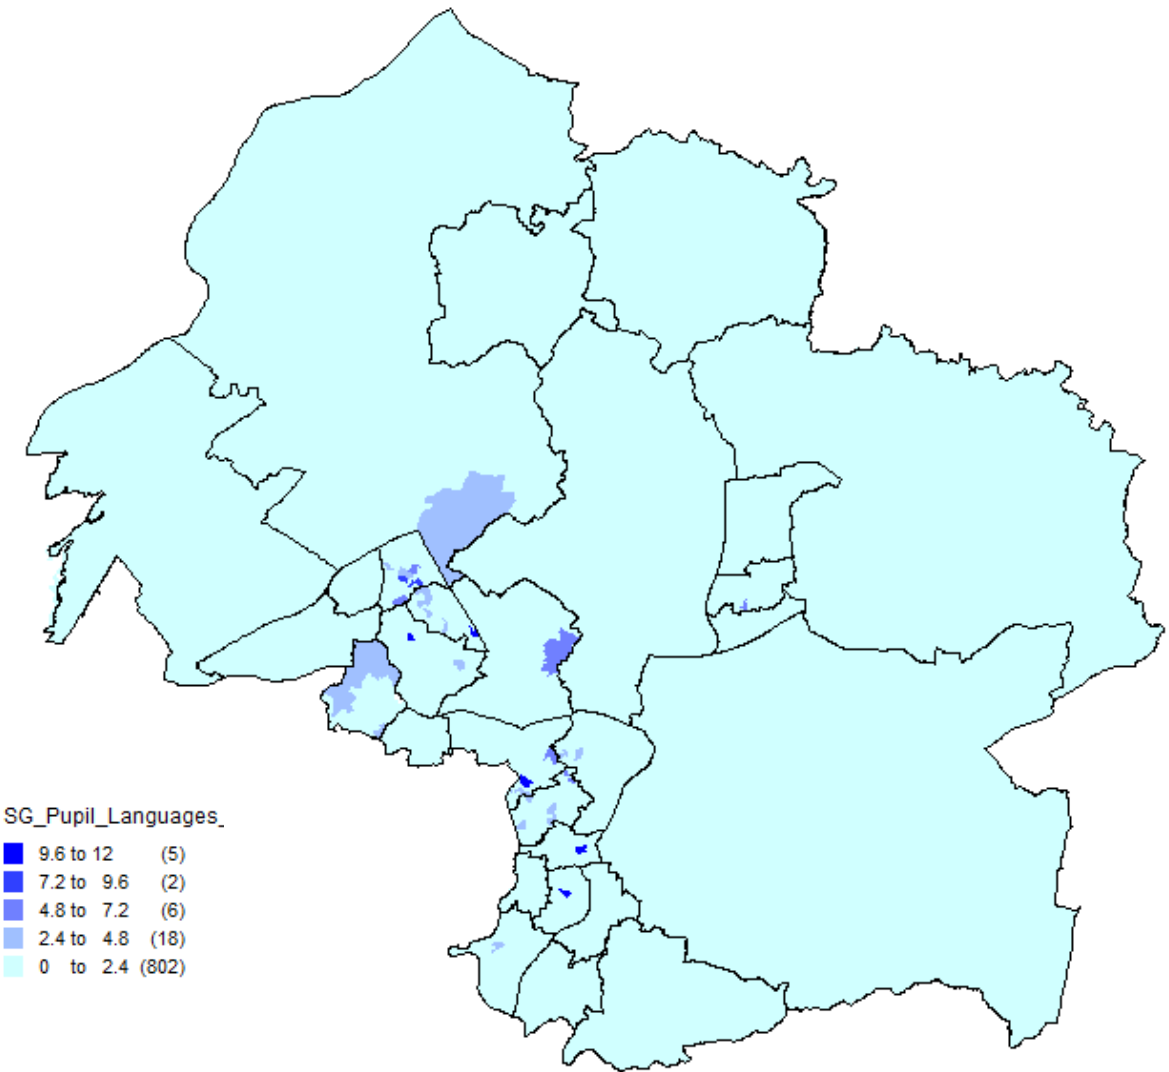 SG_Pupil_Languages_
9.6 to 12 (5)
7.2 to 9.6 (2)
4.8 to 7.2 (6)
2.4 to 4.8 (18)
0 to 2.4 (802)